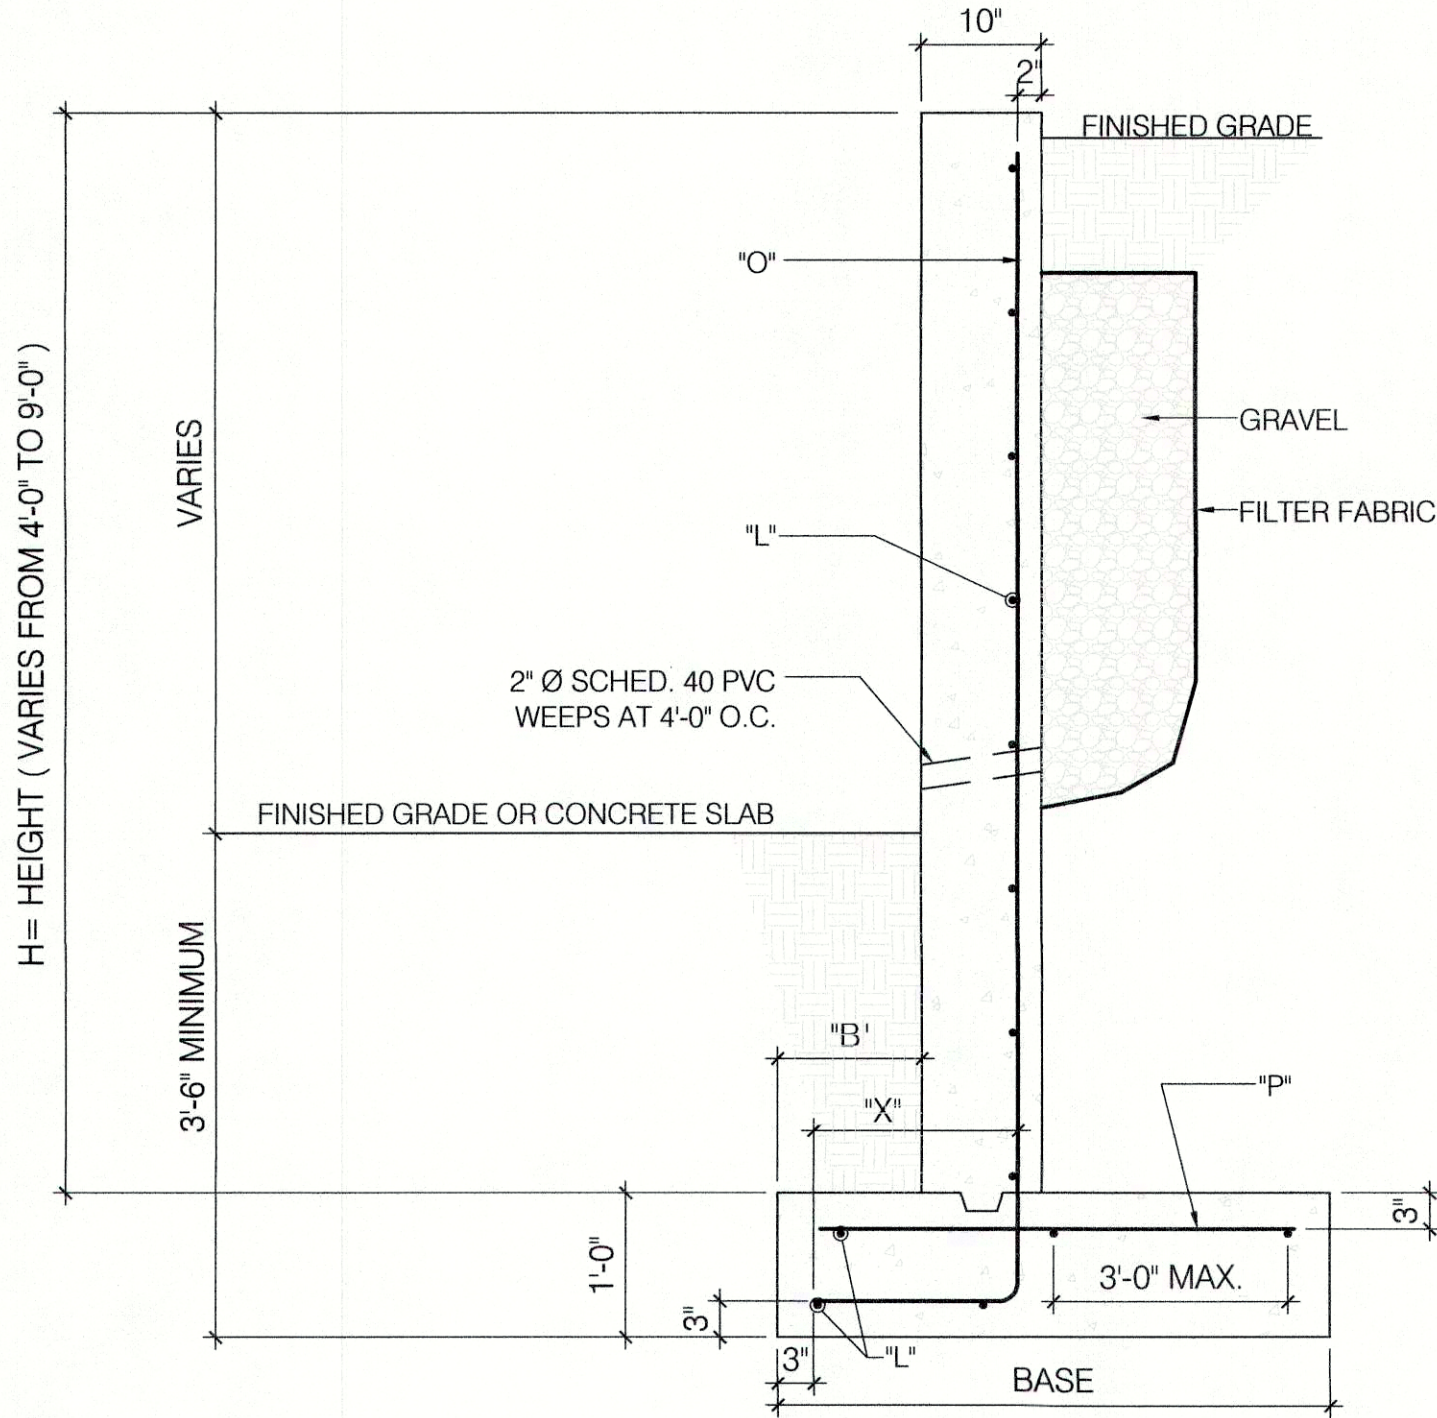 10"
2"
FINISHED GRADE
"O"
H= HEIGHT ( VARIES FROM 4'-0" TO 9'-0" )
VARIES
GRAVEL
FILTER FABRIC
"L"
2" Ø SCHED. 40 PVC
WEEPS AT 4'-0" O.C.
FINISHED GRADE OR CONCRETE SLAB
3'-6" MINIMUM
"B'
"X"
"P"
3"
1'-0"
3'-0" MAX.
3"
3"
"L"
BASE